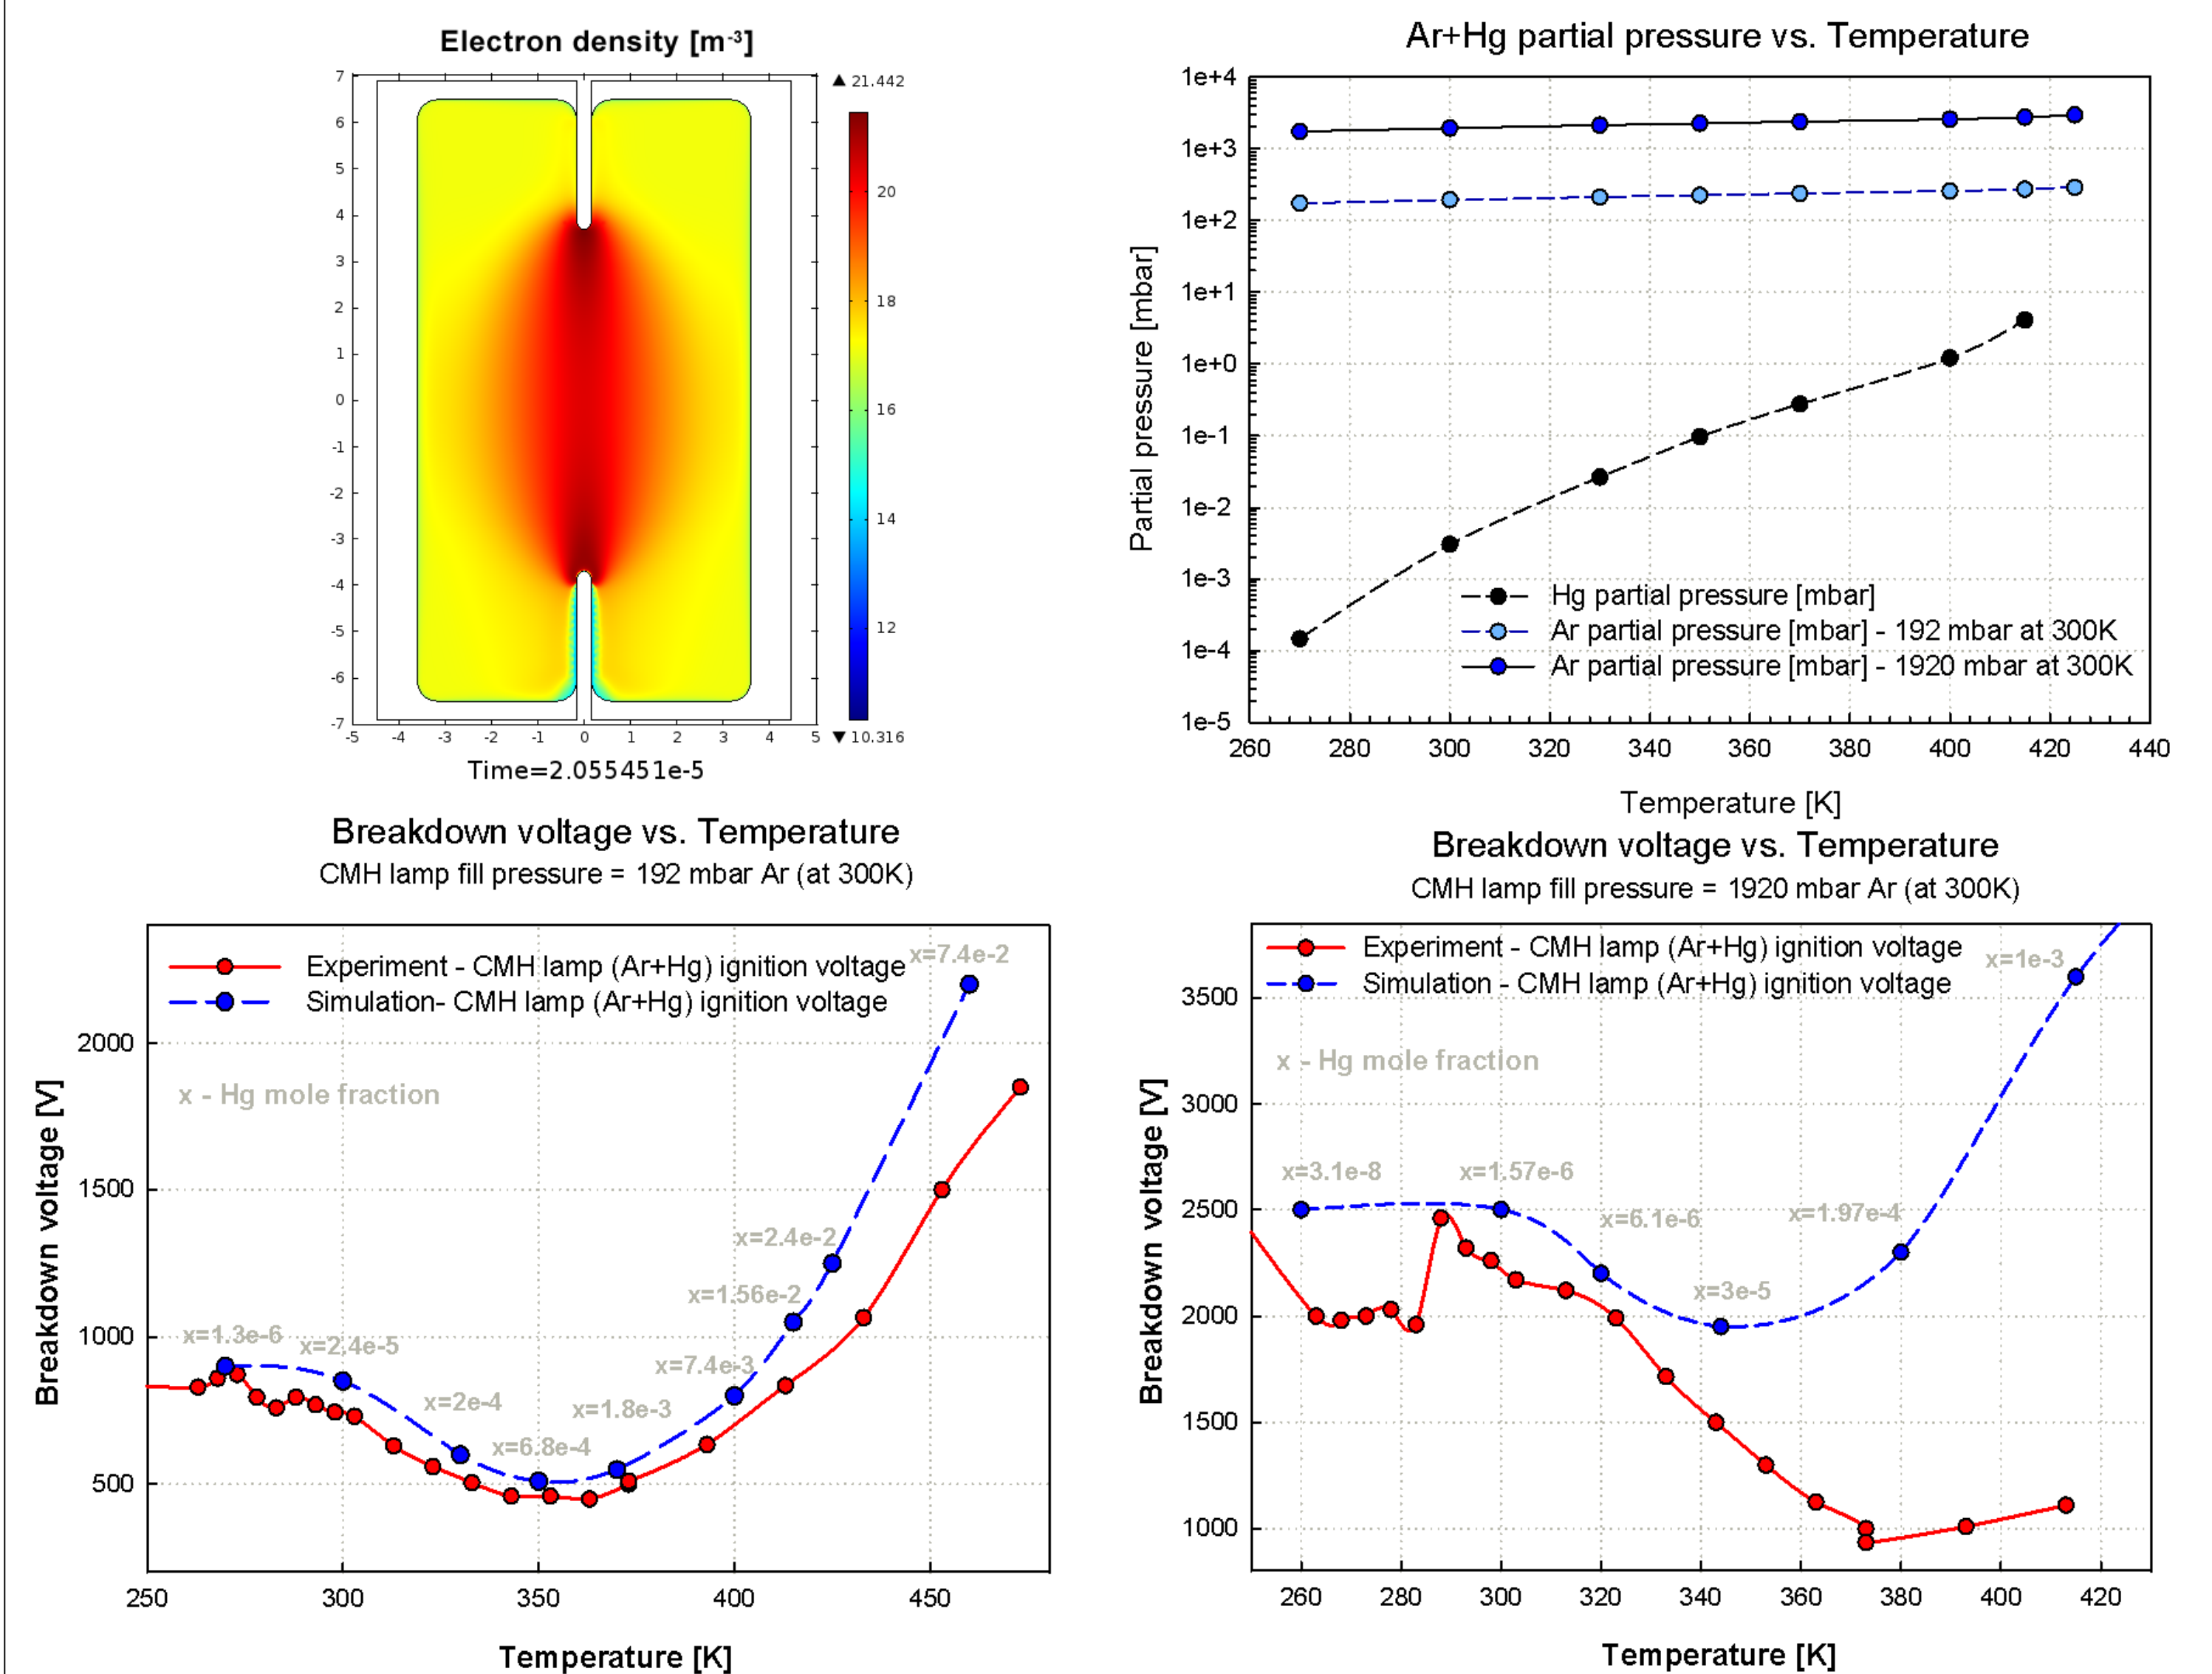 Electron density [m⁻³]
7
6
5
4
3
2
1
0
-1
-2
-3
-4
-5
-6
-7
-5 -4 -3 -2 -1 0 1 2 3 4 5
▲ 21.442
20
18
16
14
12
▼ 10.316
Time=2.055451e-5
Ar+Hg partial pressure vs. Temperature
Partial pressure [mbar]
1e+4
1e+3
1e+2
1e+1
1e+0
1e-1
1e-2
1e-3
1e-4
1e-5
Hg partial pressure [mbar]
Ar partial pressure [mbar] - 192 mbar at 300K
Ar partial pressure [mbar] - 1920 mbar at 300K
260 280 300 320 340 360 380 400 420 440
Temperature [K]
Breakdown voltage vs. Temperature
CMH lamp fill pressure = 192 mbar Ar (at 300K)
Experiment - CMH lamp (Ar+Hg) ignition voltage
Simulation- CMH lamp (Ar+Hg) ignition voltage
x - Hg mole fraction
Breakdown voltage [V]
2000
1500
1000
500
x=1.3e-6
x=2.4e-5
x=2e-4
x=6.8e-4
x=1.8e-3
x=7.4e-3
x=1.56e-2
x=2.4e-2
x=7.4e-2
250 300 350 400 450
Temperature [K]
Breakdown voltage vs. Temperature
CMH lamp fill pressure = 1920 mbar Ar (at 300K)
Experiment - CMH lamp (Ar+Hg) ignition voltage
Simulation - CMH lamp (Ar+Hg) ignition voltage
x - Hg mole fraction
Breakdown voltage [V]
3500
3000
2500
2000
1500
1000
x=3.1e-8
x=1.57e-6
x=6.1e-6
x=3e-5
x=1.97e-4
x=1e-3
260 280 300 320 340 360 380 400 420
Temperature [K]